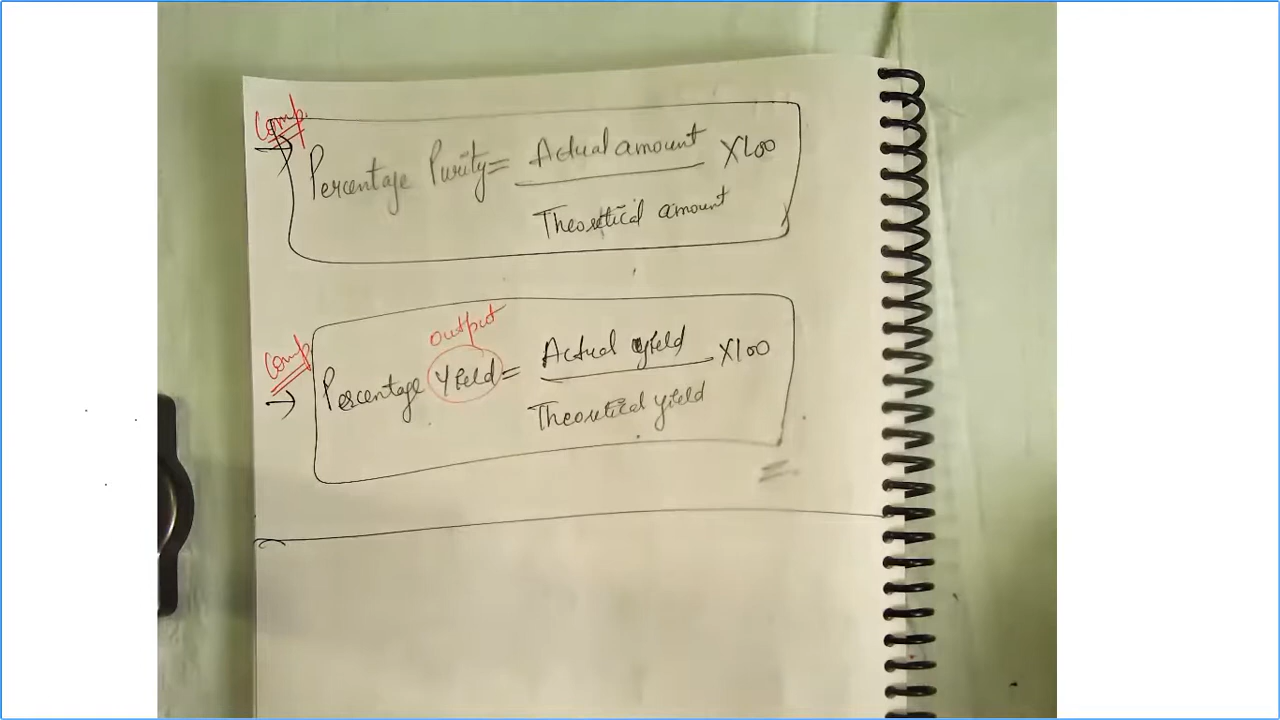 Comp.
Percentage Purity = Actual amount X100
Theoretical amount
output
Comp.
Percentage Yield = Actual yield X100
Theoretical yield